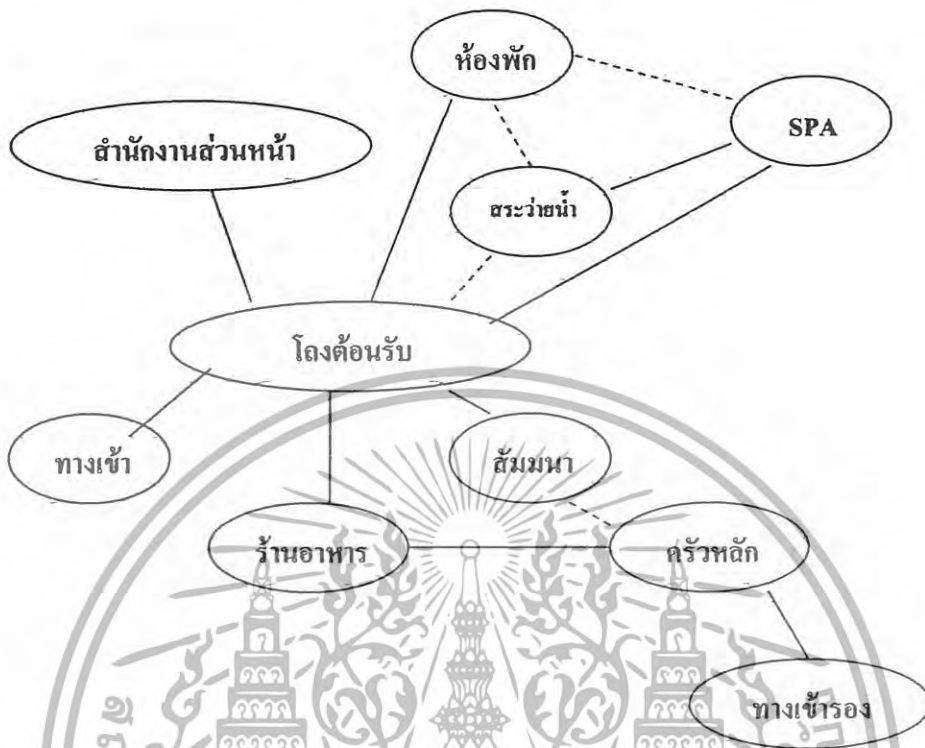 ห้องพัก
SPA
สำนักงานส่วนหน้า
สระว่ายน้ำ
โถงต้อนรับ
ทางเข้า
สัมมนา
ร้านอาหาร
ครัวหลัก
ทางเข้ารอง